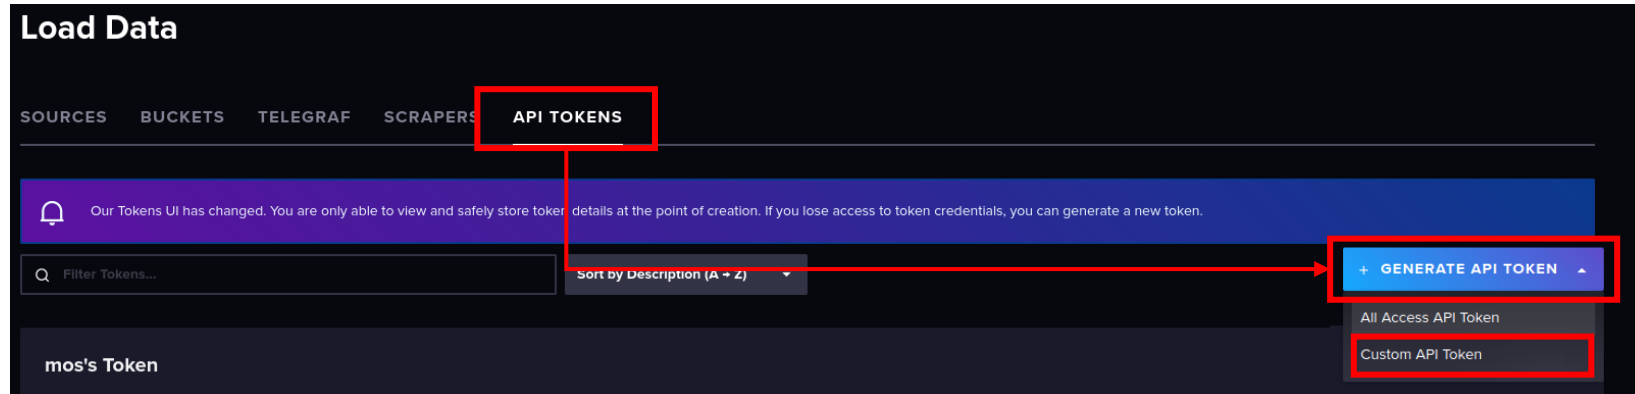 Load Data
SOURCES BUCKETS TELEGRAF SCRAPERS API TOKENS
Our Tokens UI has changed. You are only able to view and safely store token details at the point of creation. If you lose access to token credentials, you can generate a new token.
Filter Tokens...
Sort by Description (A → Z)
+ GENERATE API TOKEN
All Access API Token
Custom API Token
mos's Token